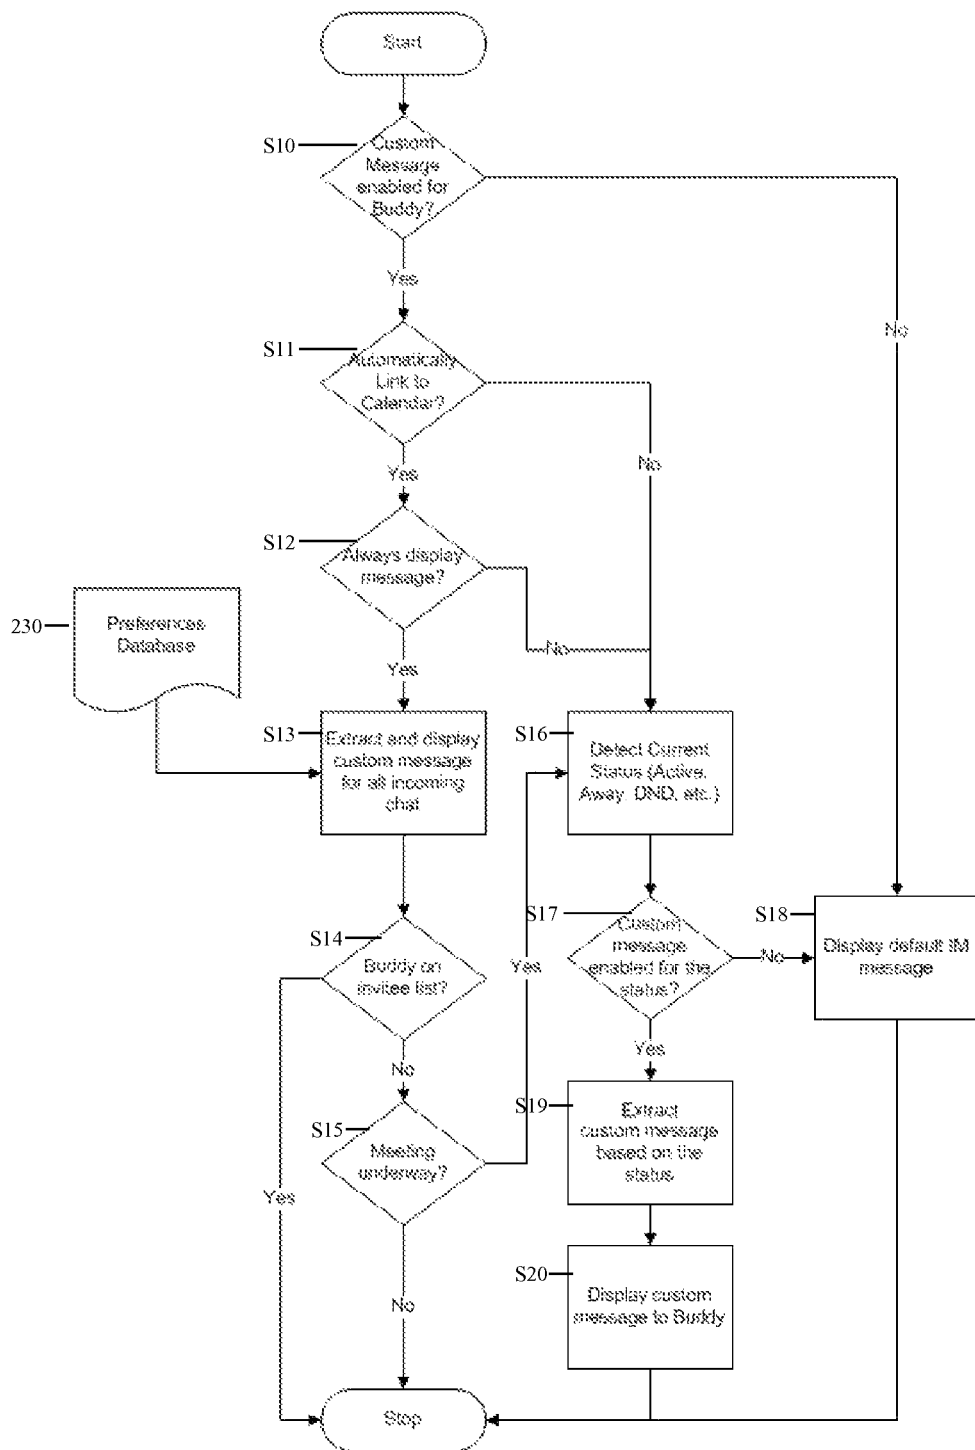 Start
S10
Custom
Message
enabled for
Buddy?
Yes
No
S11
Automatically
Link to
Calendar?
Yes
No
S12
Always display
message?
No
Yes
230
Preferences
Database
S13
Extract and display
custom message
for all incoming
chat
S16
Detect Current
Status (Active,
Away, DND, etc.)
S14
Buddy on
invitee list?
Yes
No
S17
Custom
message
enabled for the
status?
No
Yes
S18
Display default IM
message
S15
Meeting
underway?
Yes
No
S19
Extract
custom message
based on the
status
S20
Display custom
message to Buddy
Stop